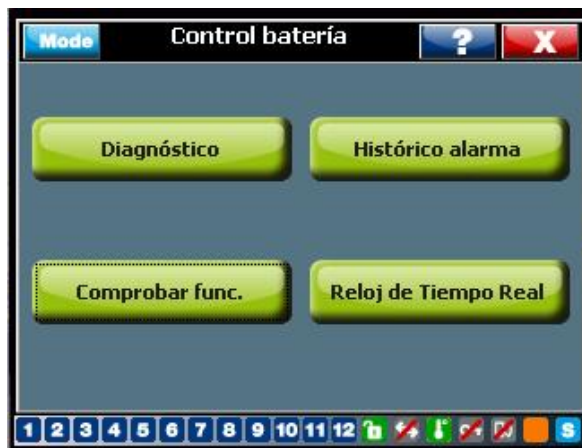 Mode Control batería ? X
Diagnóstico Histórico alarma
Comprobar func. Reloj de Tiempo Real
1 2 3 4 5 6 7 8 9 10 11 12 S